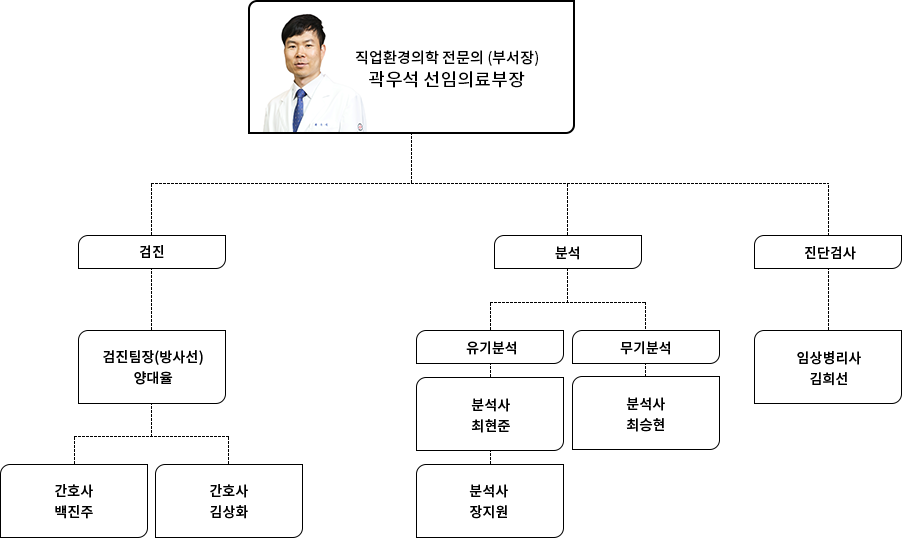 직업환경의학 전문의 (부서장)
곽우석 선임의료부장
검진
분석
진단검사
검진팀장(방사선)
양대율
유기분석
무기분석
임상병리사
김희선
분석사
최현준
분석사
최승현
간호사
백진주
간호사
김상화
분석사
장지원